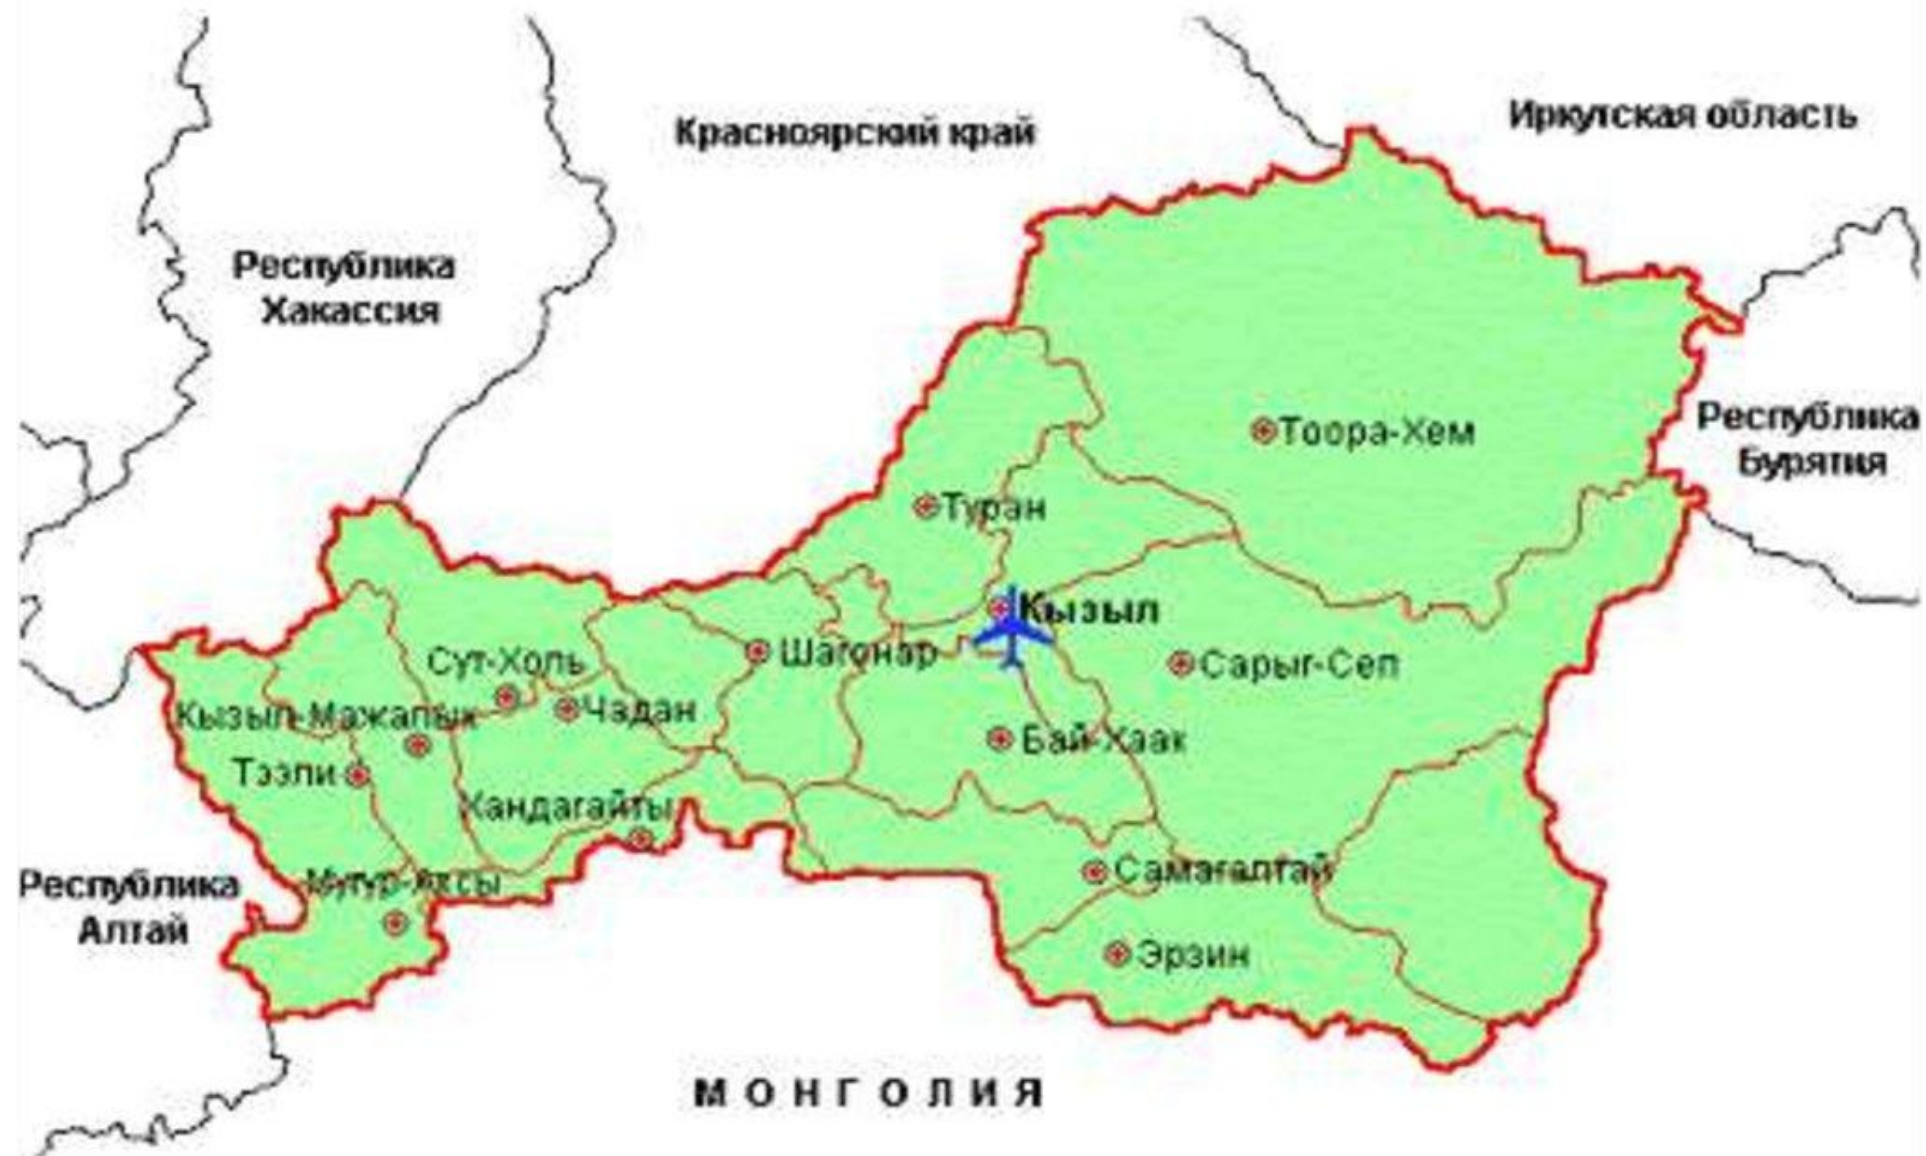 Красноярский край
Иркутская область
Республика
Хакассия
Республика
Бурятия
Тоора-Хем
Туран
Кызыл
Шагонар
Сарыг-Сеп
Сут-Холь
Кызыл-Мажалык
Чадан
Бай-Хаак
Тээли
Хандагайты
Самагалтай
Мугур-Аксы
Республика
Алтай
Эрзин
МОНГОЛИЯ